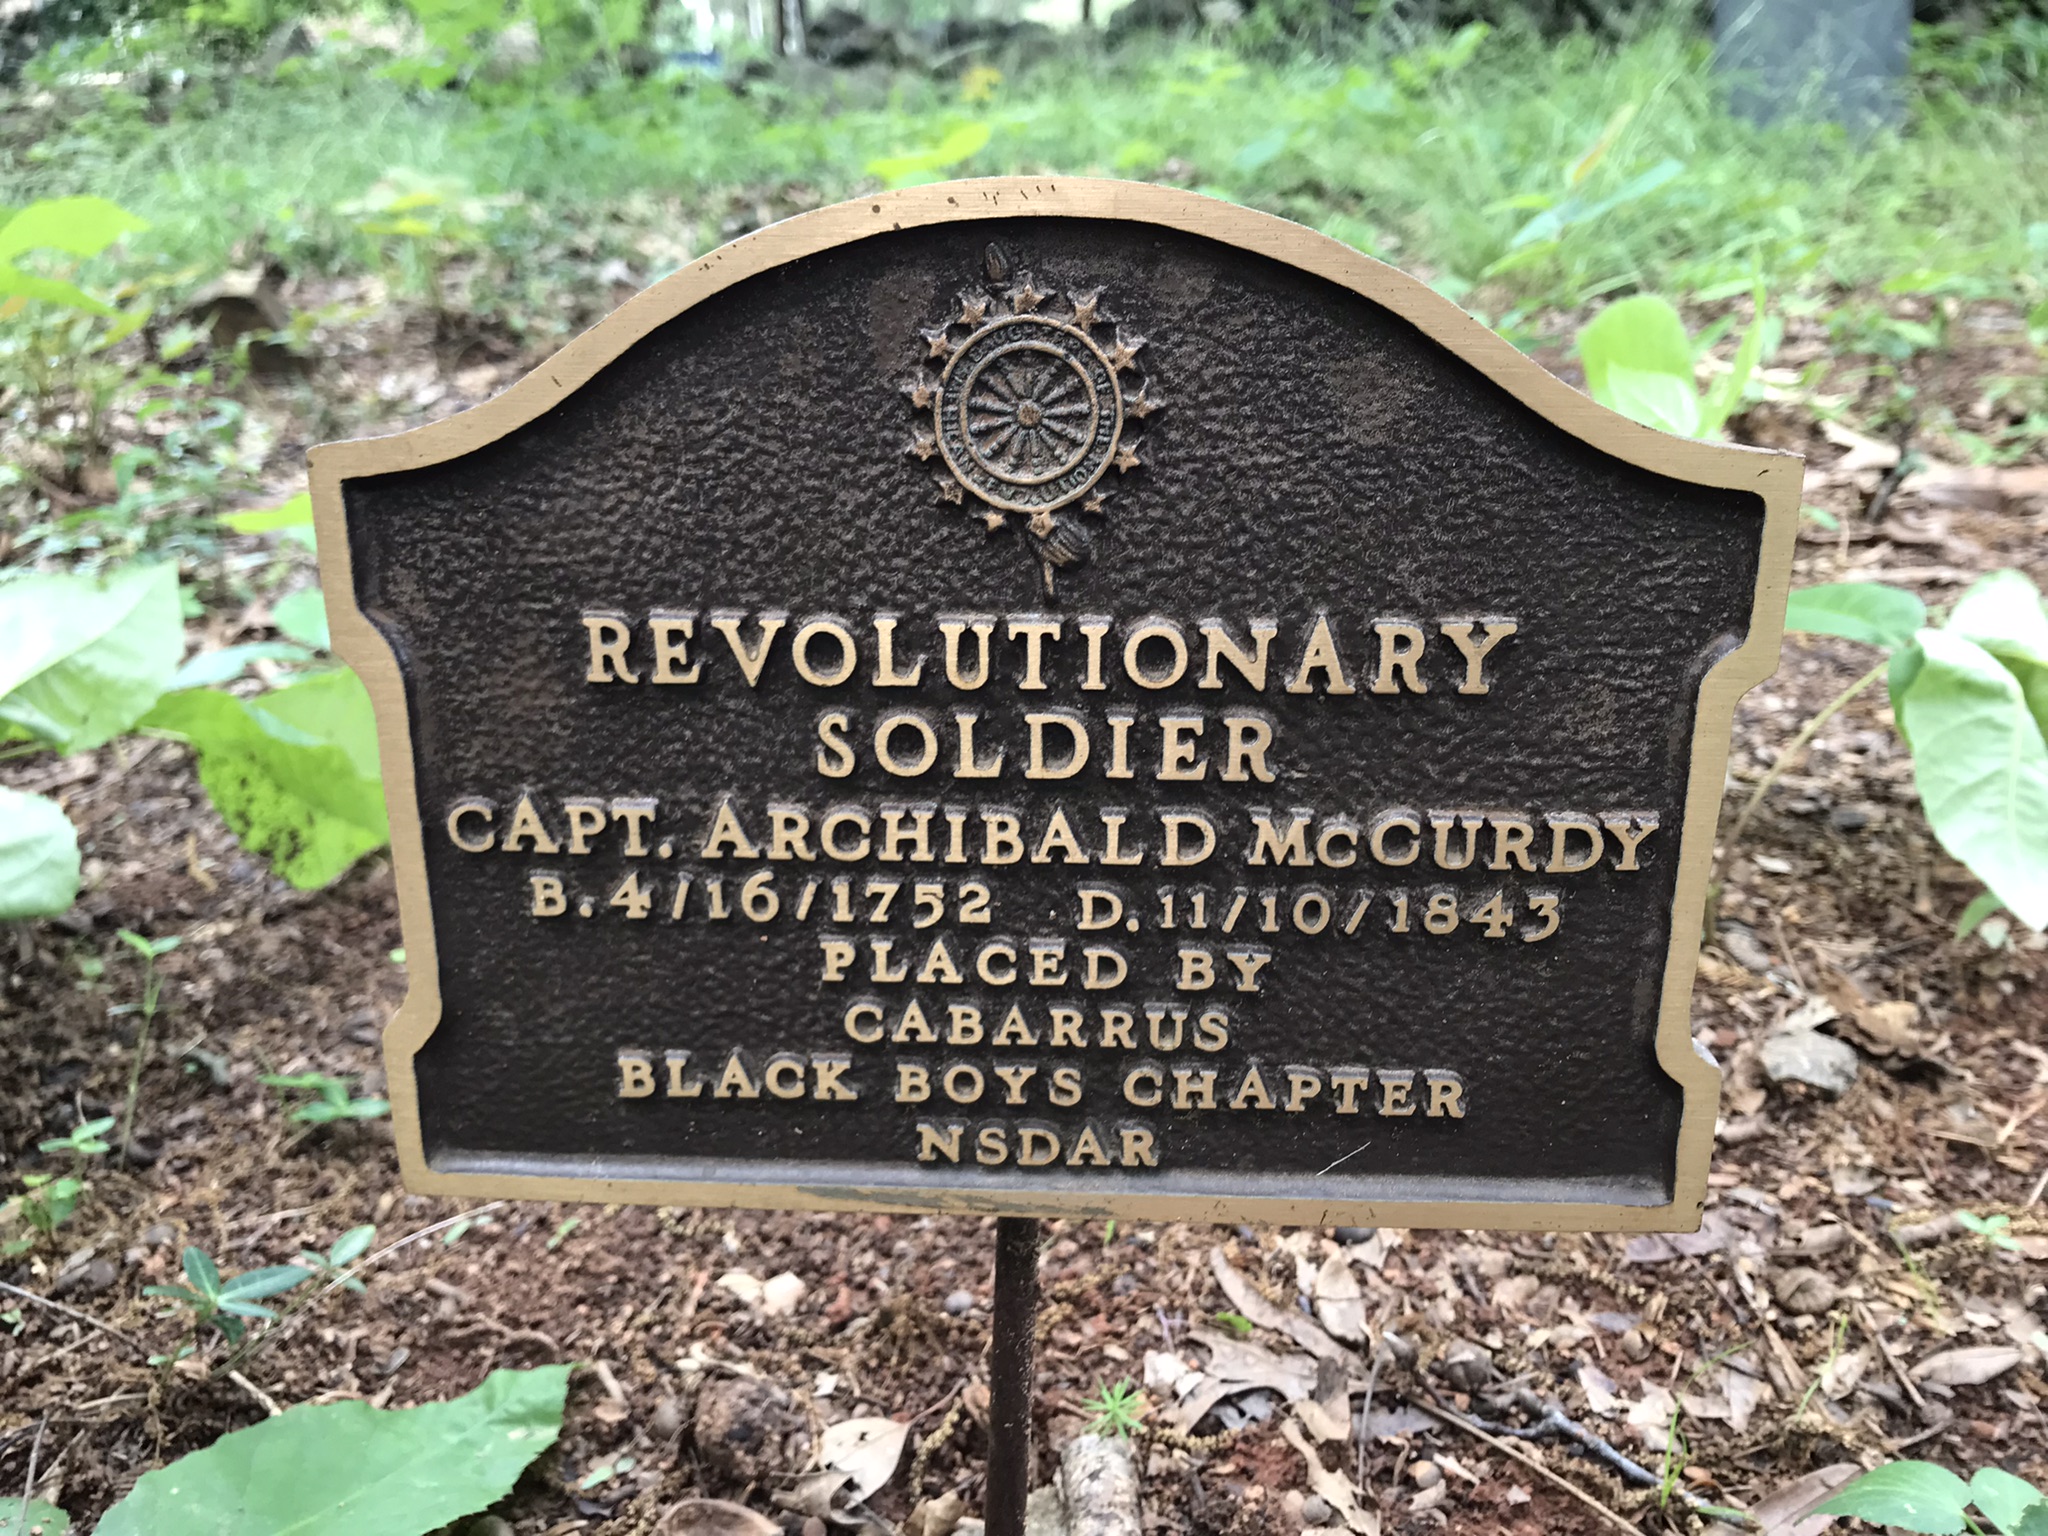 REVOLUTIONARY
SOLDIER
CAPT. ARCHIBALD McCURDY
B. 4/16/1752 D. 11/10/1843
PLACED BY
CABARRUS
BLACK BOYS CHAPTER
NSDAR